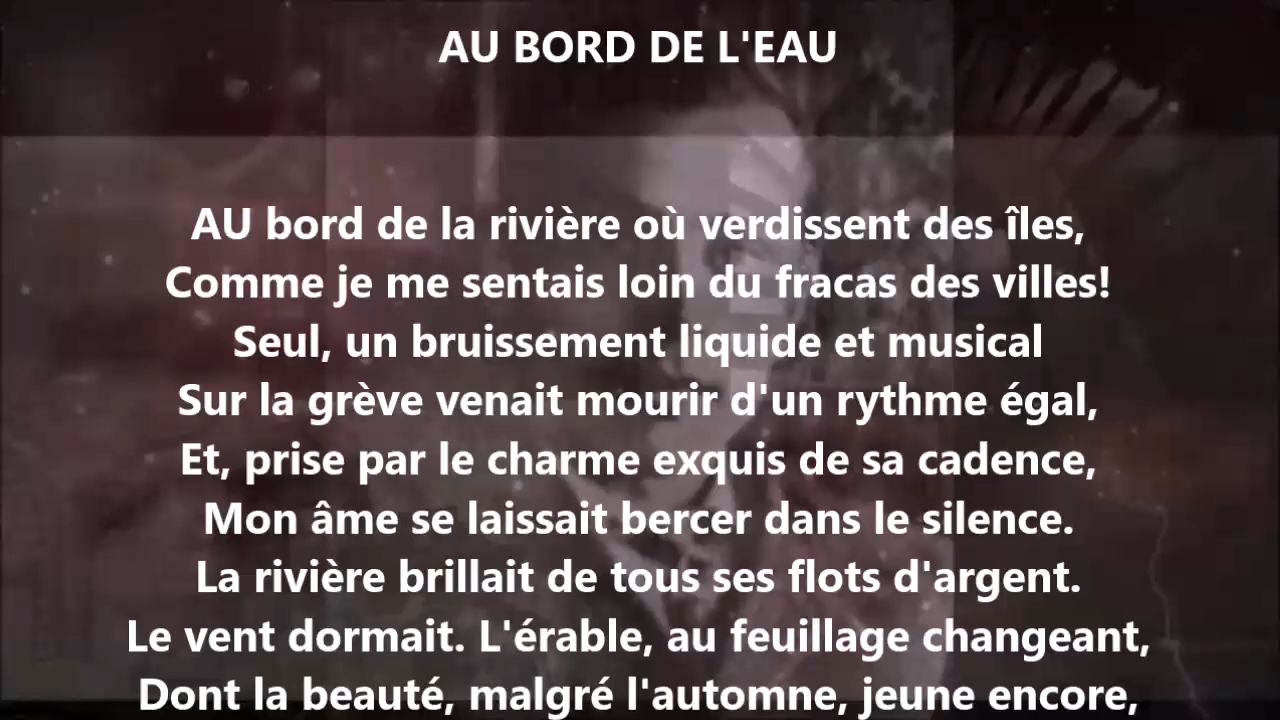 AU BORD DE L'EAU
AU bord de la rivière où verdissent des îles,
Comme je me sentais loin du fracas des villes!
Seul, un bruissement liquide et musical
Sur la grève venait mourir d'un rythme égal,
Et, prise par le charme exquis de sa cadence,
Mon âme se laissait bercer dans le silence.
La rivière brillait de tous ses flots d'argent.
Le vent dormait. L'érable, au feuillage changeant,
Dont la beauté, malgré l'automne, jeune encore,